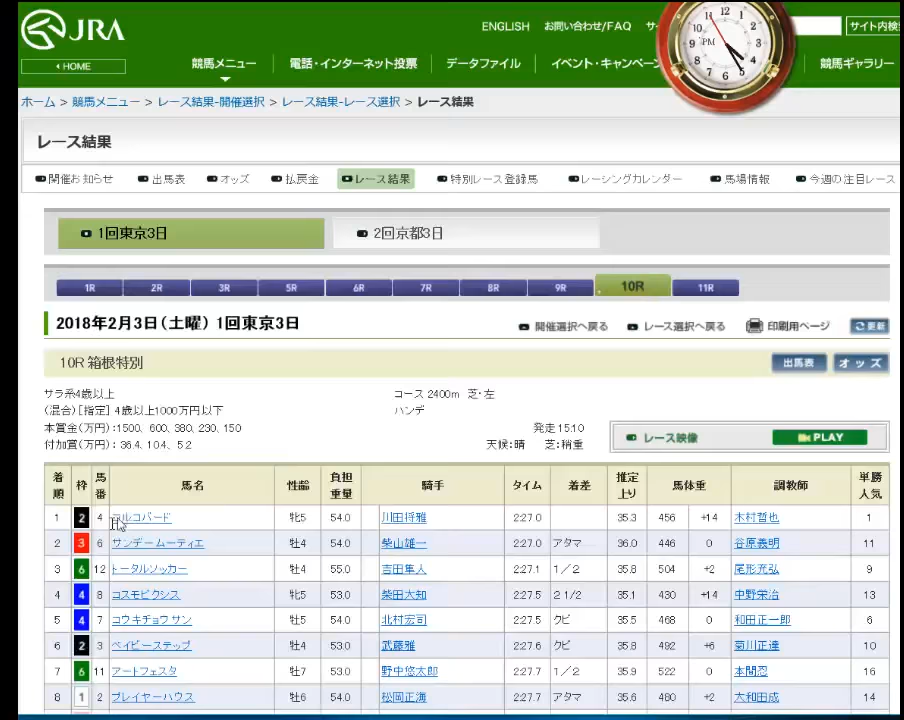 JRA
ENGLISH お問い合わせ/FAQ サ サイト内検
HOME
競馬メニュー 電話・インターネット投票 データファイル イベント・キャンペーン 競馬ギャラリー
12 11 10 9 8 7 6 5 3 2
PM
ホーム > 競馬メニュー > レース結果-開催選択 > レース結果-レース選択 > レース結果
レース結果
開催お知らせ 出馬表 オッズ 払戻金 レース結果 特別レース登録馬 レーシングカレンダー 馬場情報 今週の注目レース
1回東京3日 2回京都3日
1R 2R 3R 5R 6R 7R 8R 9R 10R 11R
2018年2月3日(土曜) 1回東京3日 開催選択へ戻る レース選択へ戻る 印刷用ページ 更新
10R 箱根特別 出馬表 オッズ
サラ系4歳以上 コース 2400m 芝・左
(混合)[指定] 4歳以上1000万円以下 ハンデ
本賞金(万円):1500、600、380、230、150 発走 15:10
付加賞(万円): 36.4、10.4、5.2 天候:晴 芝:稍重
レース映像 PLAY
着順 枠 馬番 馬名 性齢 負担重量 騎手 タイム 着差 推定上り 馬体重 調教師 単勝人気
1 2 4 コルコバード 牝5 54.0 川田将雅 2:27.0 35.3 456 +14 木村哲也 1
2 3 6 サンデームーティエ 牡4 54.0 柴山雄一 2:27.0 アタマ 36.0 446 0 谷原義明 11
3 6 12 トータルソッカー 牡4 55.0 吉田隼人 2:27.1 1/2 35.8 504 +2 尾形充弘 9
4 4 8 コスモピクシス 牝5 53.0 柴田大知 2:27.5 2 1/2 35.1 430 +14 中野栄治 13
5 4 7 コウキチョウサン 牡5 54.0 北村宏司 2:27.5 クビ 35.5 468 0 和田正一郎 6
6 2 3 ベイビーステップ 牡4 53.0 武藤雅 2:27.6 クビ 35.8 492 +6 菊川正達 10
7 6 11 アートフェスタ 牡7 53.0 野中悠太郎 2:27.7 1/2 35.9 522 0 本間忍 16
8 1 2 プレイヤーハウス 牡6 54.0 松岡正海 2:27.7 アタマ 35.6 480 +2 大和田成 14